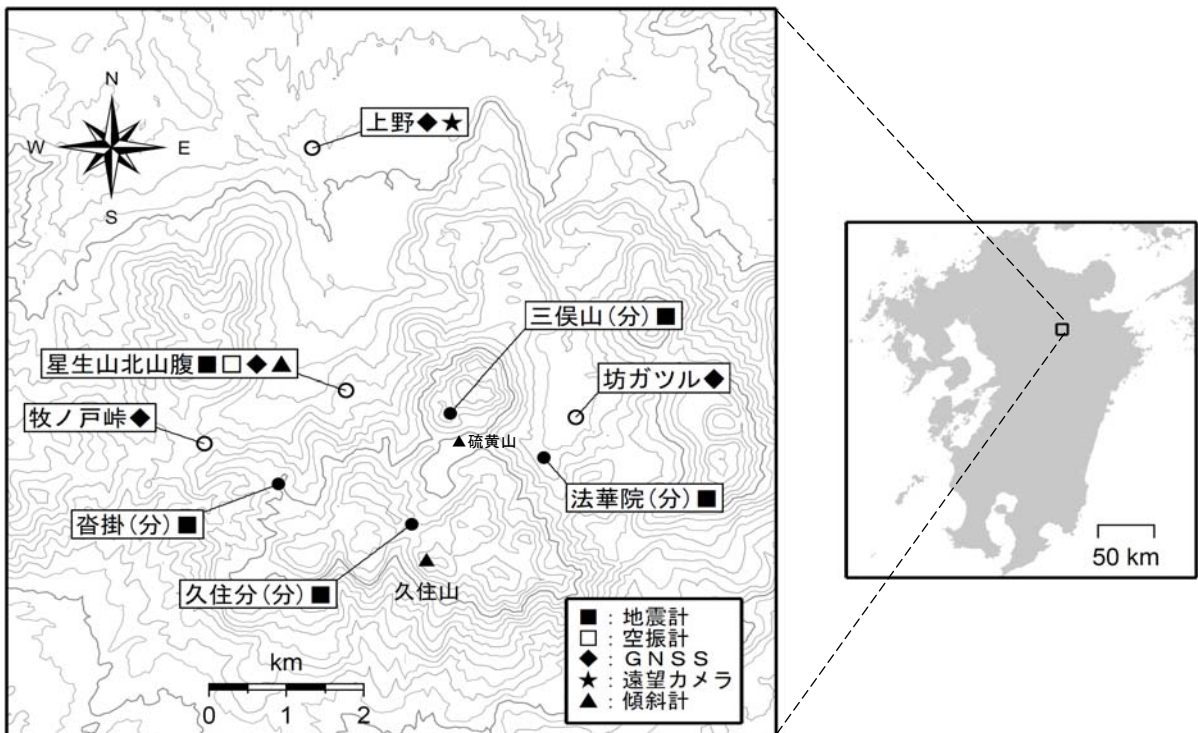 N
W
E
S
上野◆★
三俣山(分)■
星生山北山腹■□◆▲
坊ガツル◆
牧ノ戸峠◆
▲硫黄山
法華院(分)■
沓掛(分)■
久住分(分)■
▲
久住山
km
0 1 2
■:地震計
□:空振計
◆:GNSS
★:遠望カメラ
▲:傾斜計
50 km